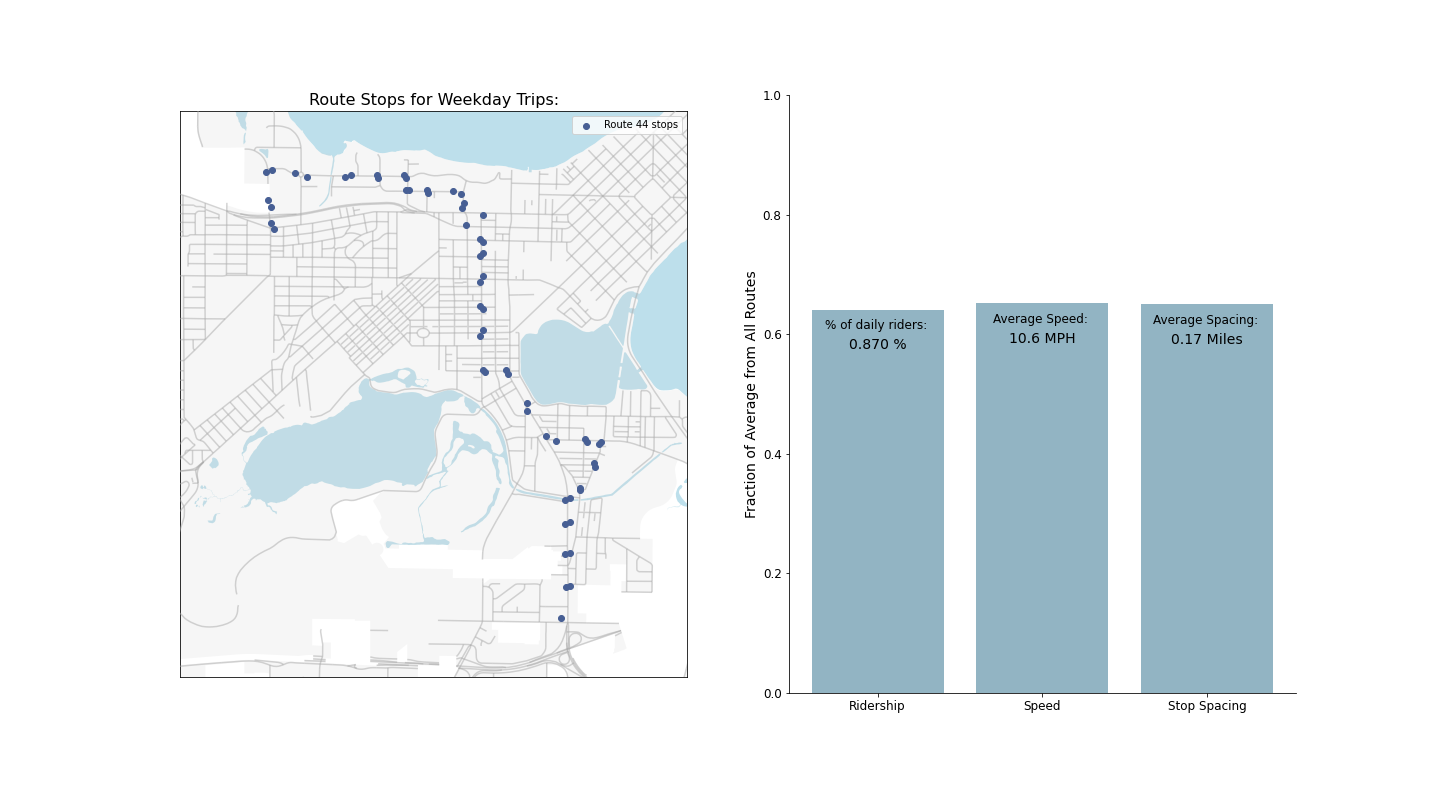 Route Stops for Weekday Trips:
Route 44 stops
Fraction of Average from All Routes
1.0
0.8
0.6
0.4
0.2
0.0
% of daily riders:
0.870 %
Average Speed:
10.6 MPH
Average Spacing:
0.17 Miles
Ridership
Speed
Stop Spacing